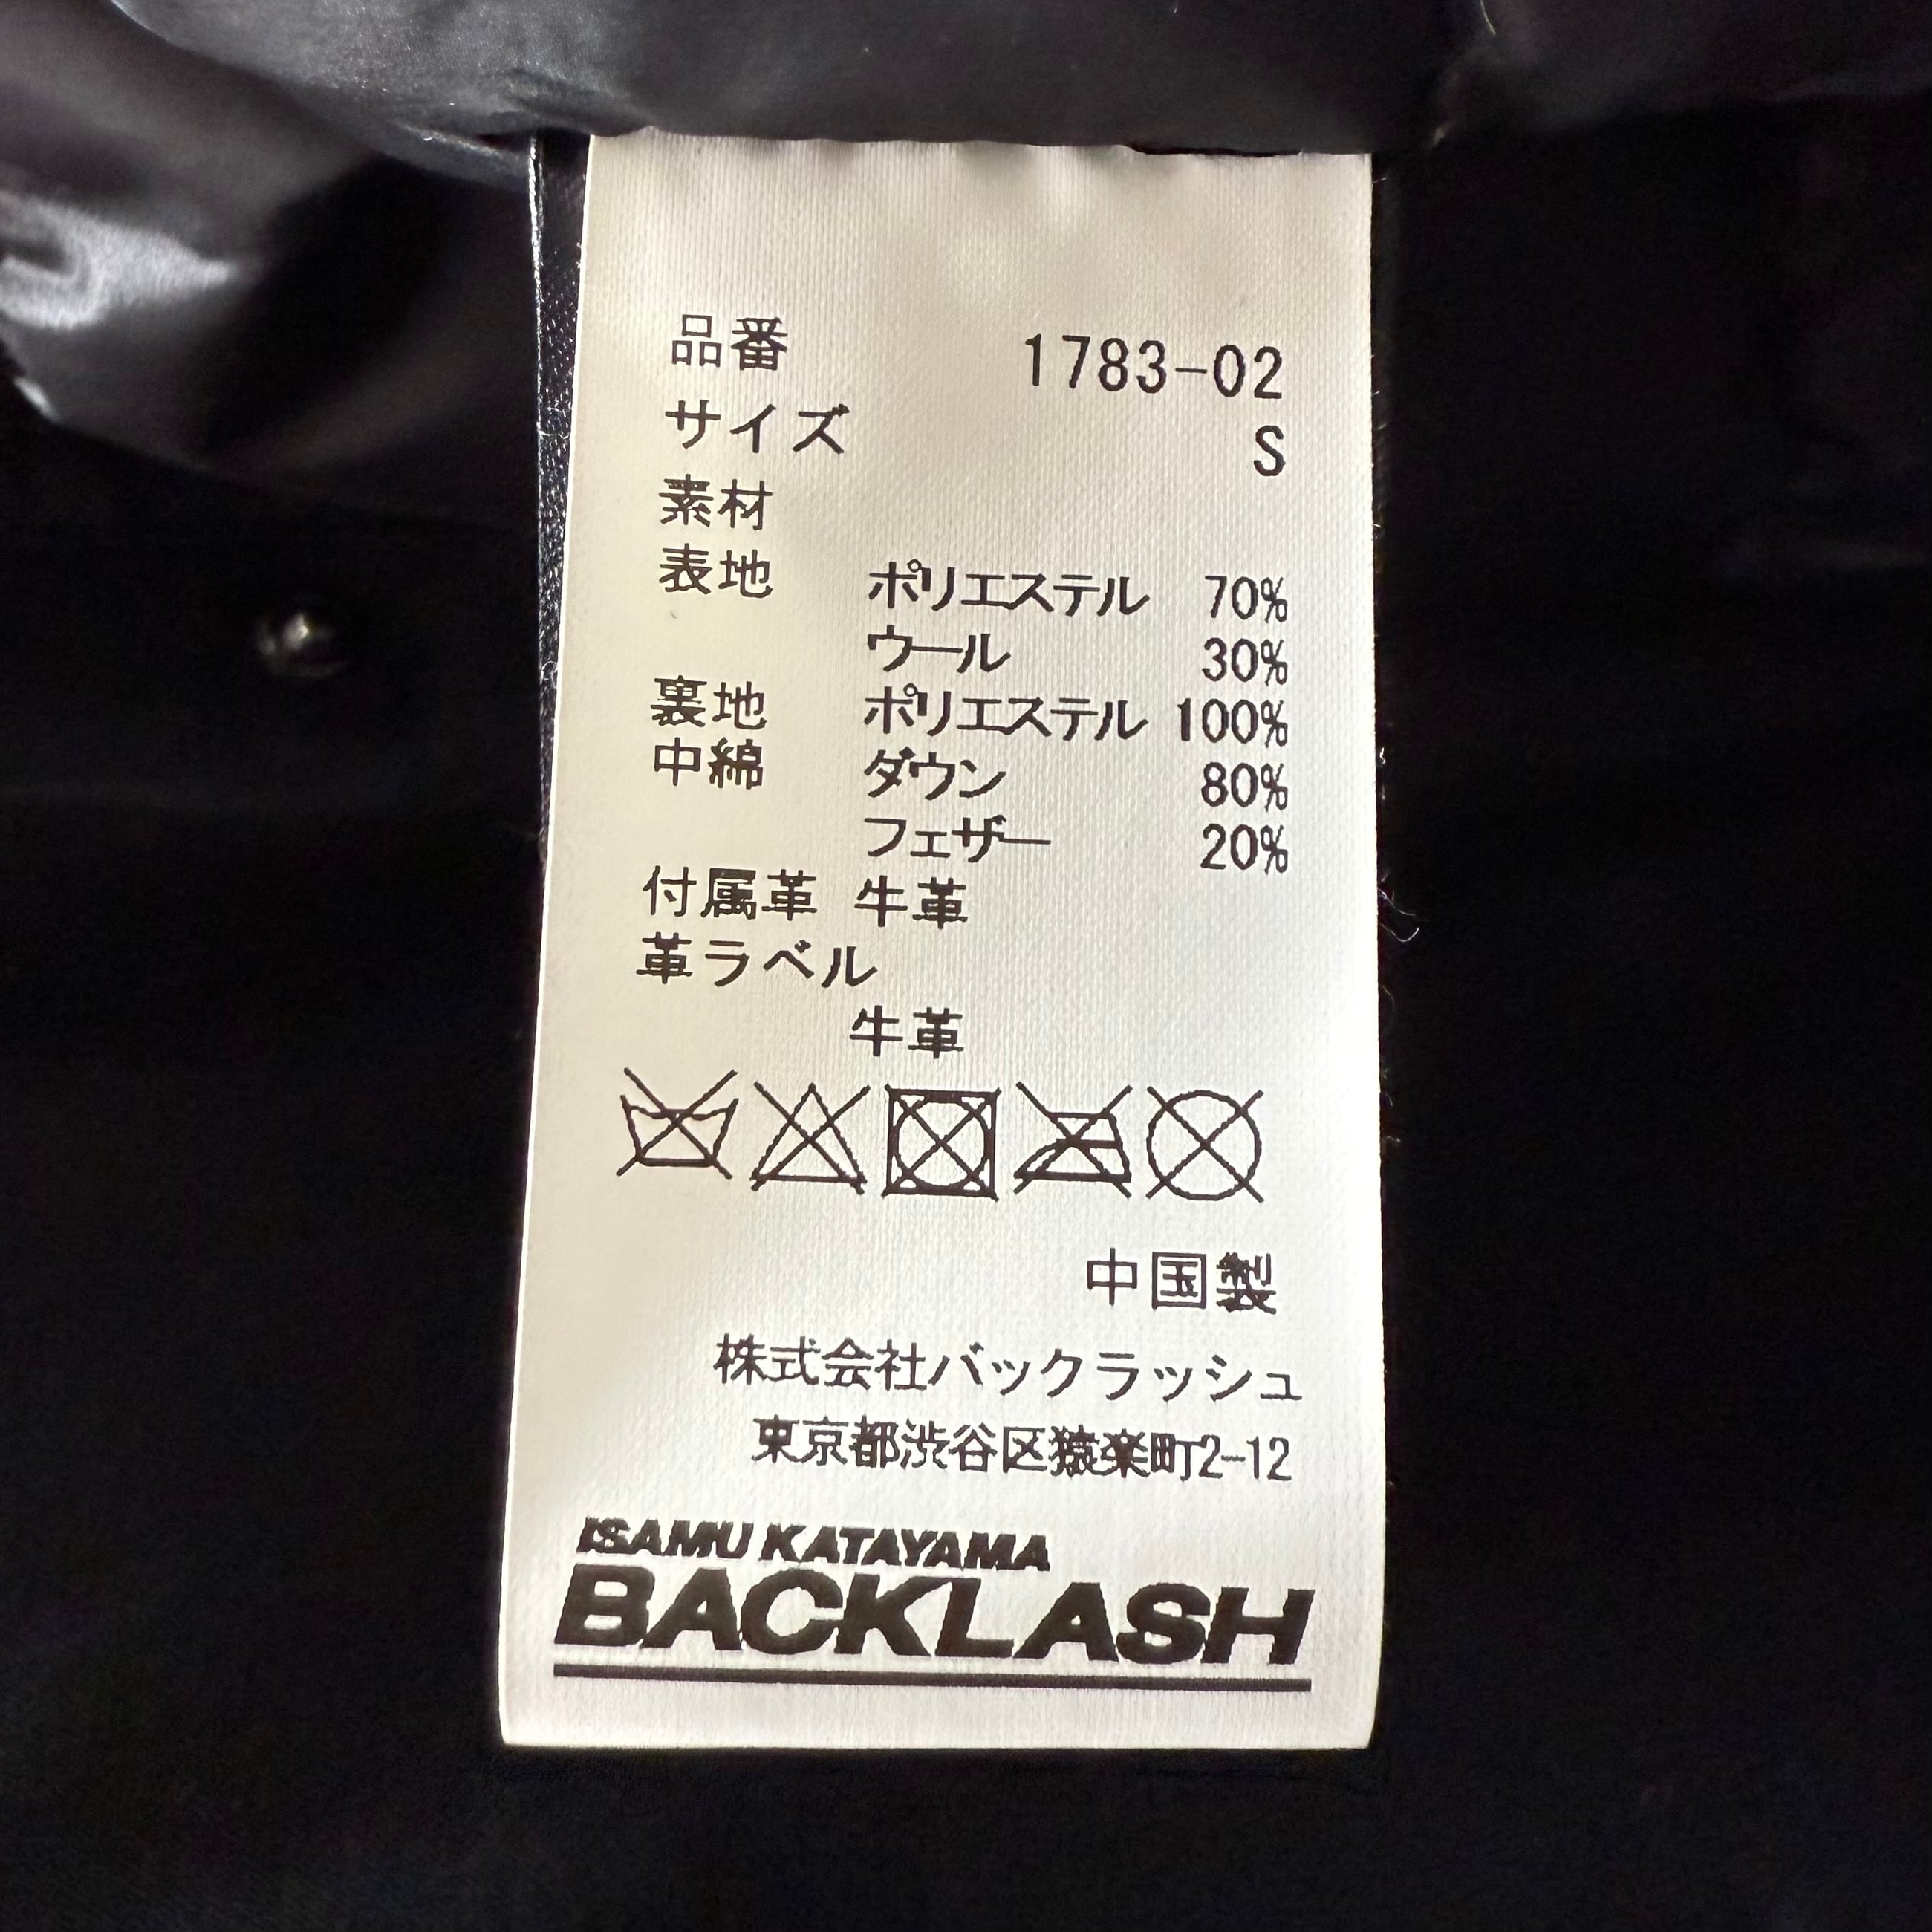 品番 1783-02
サイズ S
素材
表地 ポリエステル 70%
ウール 30%
裏地 ポリエステル 100%
中綿 ダウン 80%
フェザー 20%
付属革 牛革
革ラベル
牛革
中国製
株式会社バックラッシュ
東京都渋谷区猿楽町2-12
ISAMU KATAYAMA
BACKLASH